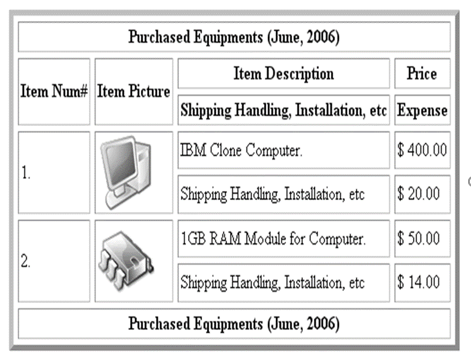 Purchased Equipments (June, 2006)
Item Num# Item Picture Item Description Price
Shipping Handling, Installation, etc Expense
1. IBM Clone Computer. $ 400.00
Shipping Handling, Installation, etc $ 20.00
2. 1GB RAM Module for Computer. $ 50.00
Shipping Handling, Installation, etc $ 14.00
Purchased Equipments (June, 2006)